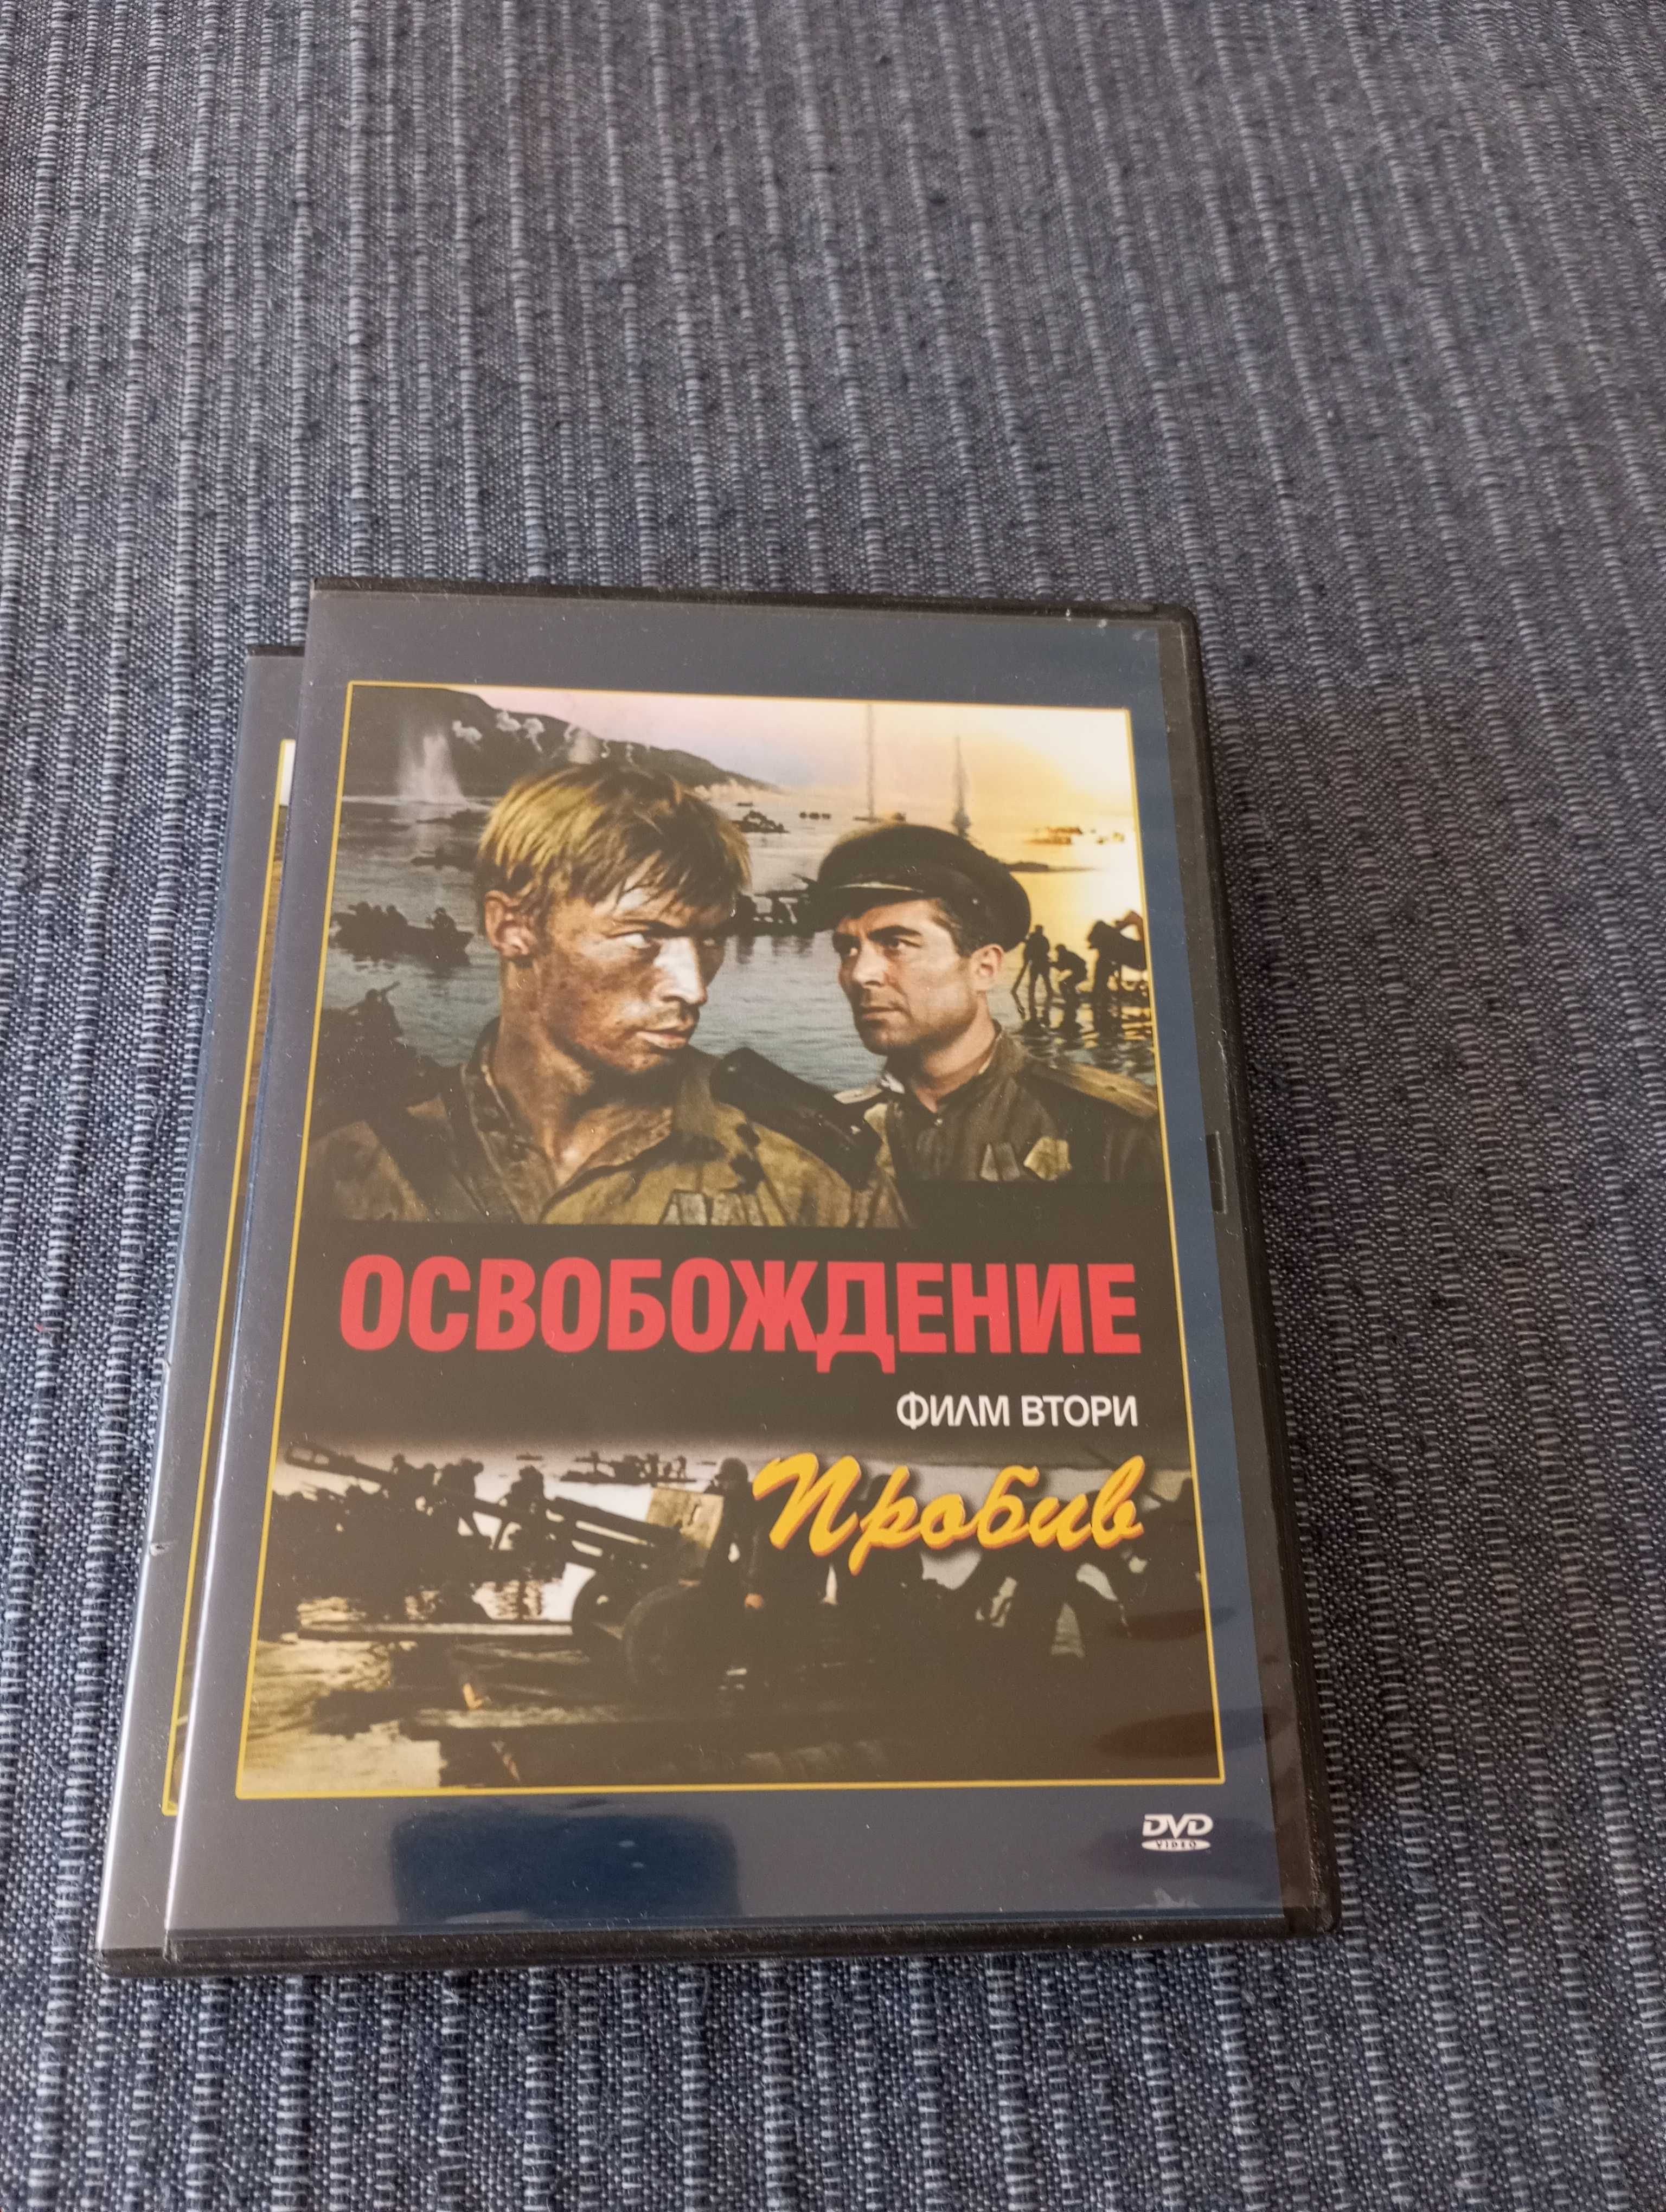 ОСВОБОЖДЕНИЕ
ФИЛМ ВТОРИ
Пробив
DVD
VIDEO